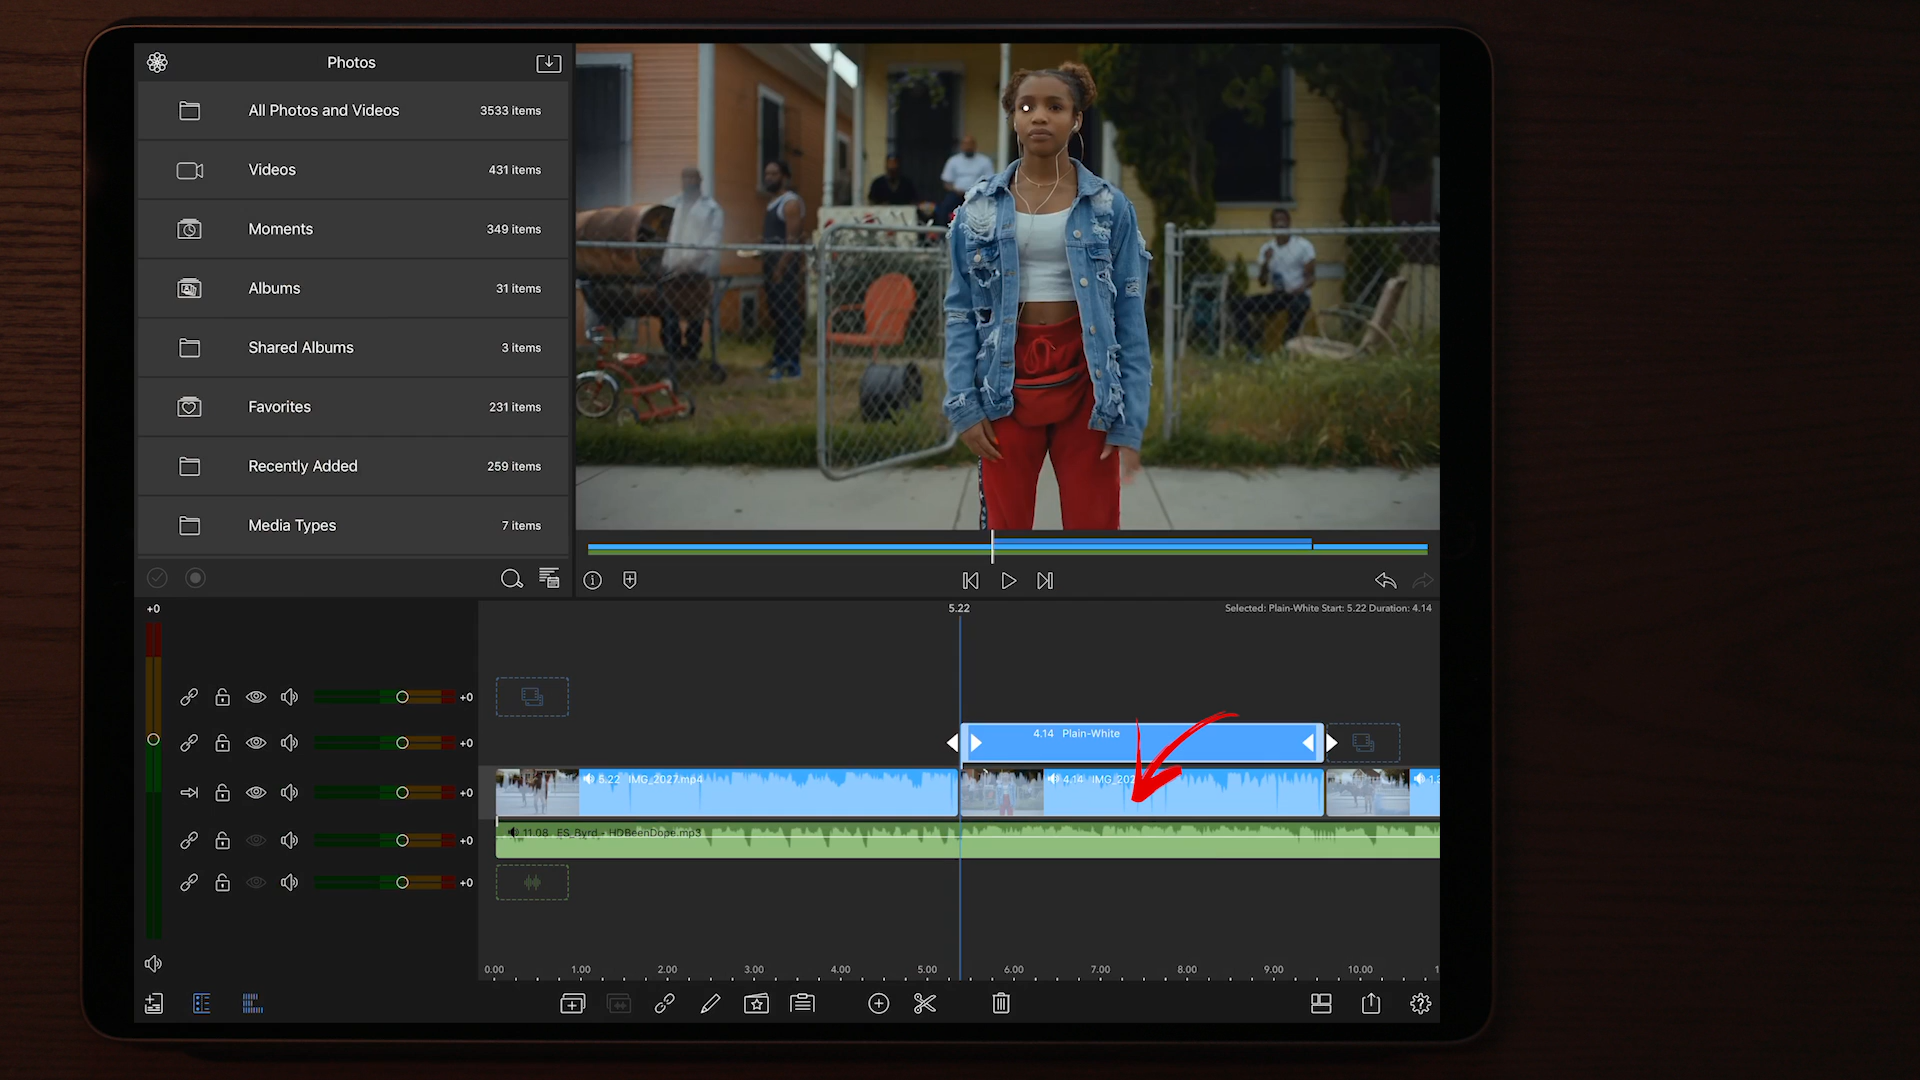 Photos
All Photos and Videos 3533 items
Videos 431 items
Moments 349 items
Albums 31 items
Shared Albums 3 items
Favorites 231 items
Recently Added 259 items
Media Types 7 items
+0
5.22
Selected: Plain-White Start: 5.22 Duration: 4.14
+0
4.14 Plain-White
+0
5.22 IMG_2027.mp4
4.14 IMG_202
1.
+0
11.08 ES_Byrd - HDBeenDope.mp3
+0
+0
0.00 1.00 2.00 3.00 4.00 5.00 6.00 7.00 8.00 9.00 10.00 1